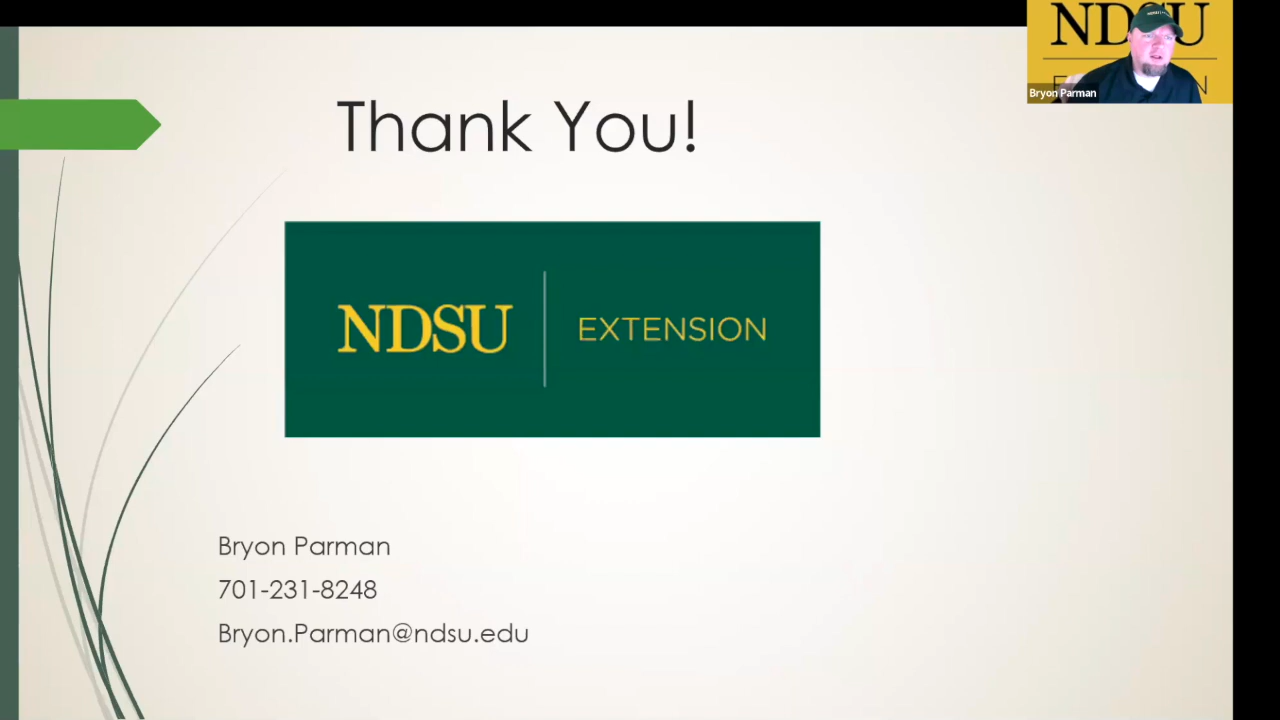 NDSU
Bryon Parman
Thank You!
NDSU | EXTENSION
Bryon Parman
701-231-8248
Bryon.Parman@ndsu.edu